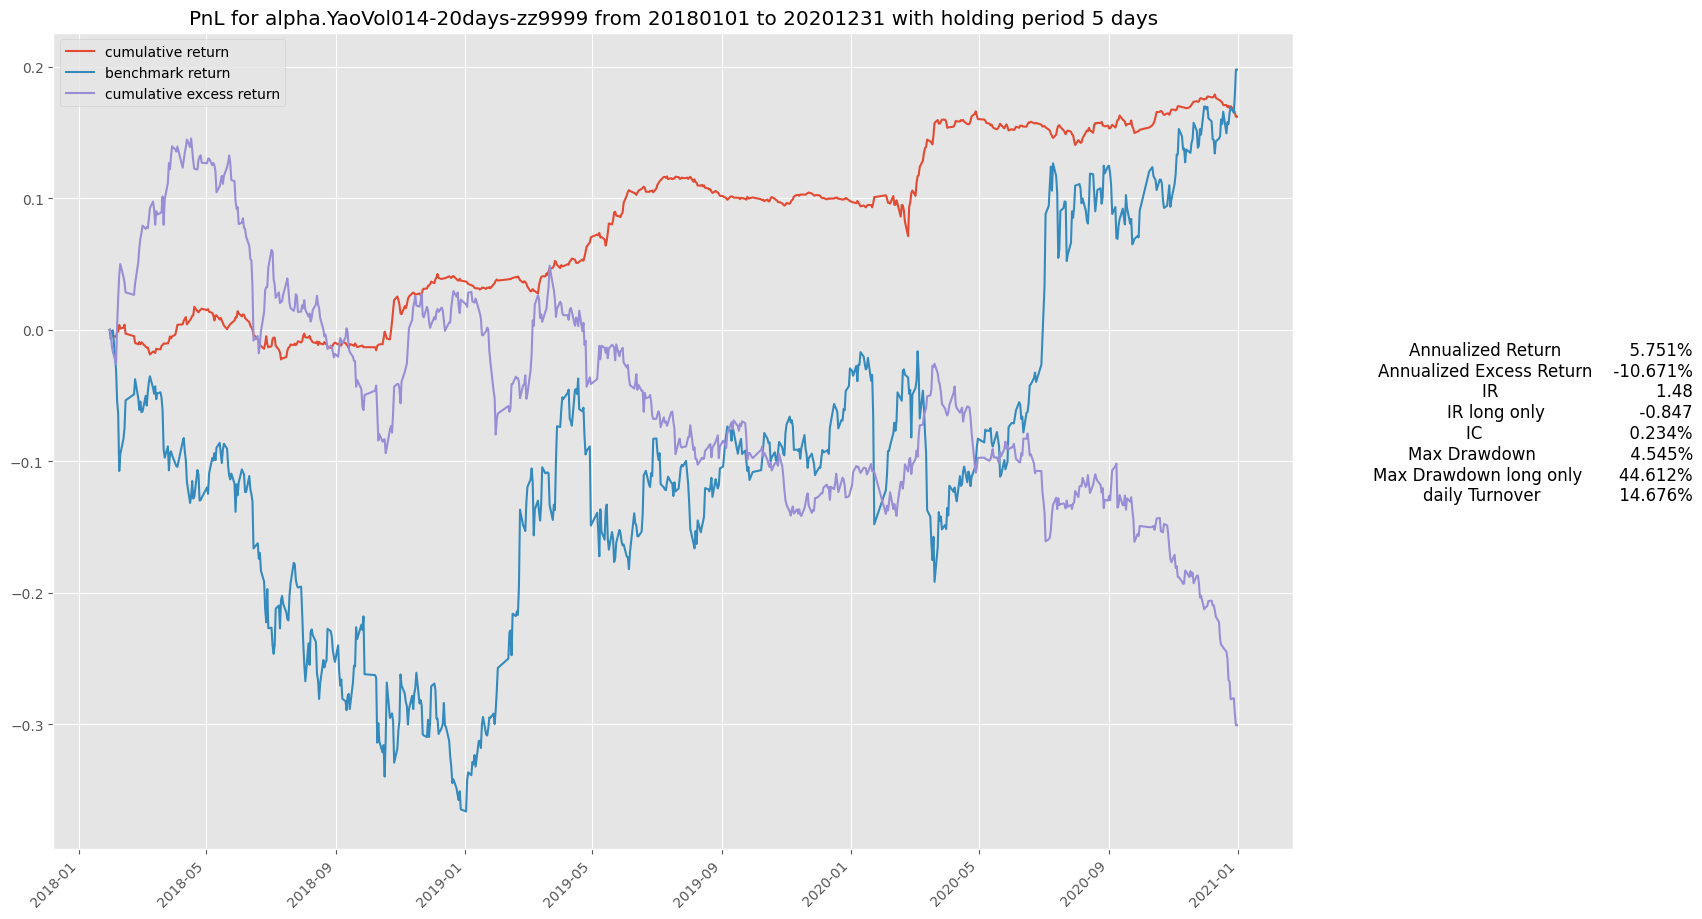 PnL for alpha.YaoVol014-20days-zz9999 from 20180101 to 20201231 with holding period 5 days
cumulative return
benchmark return
cumulative excess return
0.2
0.1
0.0
−0.1
−0.2
−0.3
2018-01
2018-05
2018-09
2019-01
2019-05
2019-09
2020-01
2020-05
2020-09
2021-01
Annualized Return 5.751%
Annualized Excess Return -10.671%
IR 1.48
IR long only -0.847
IC 0.234%
Max Drawdown 4.545%
Max Drawdown long only 44.612%
daily Turnover 14.676%